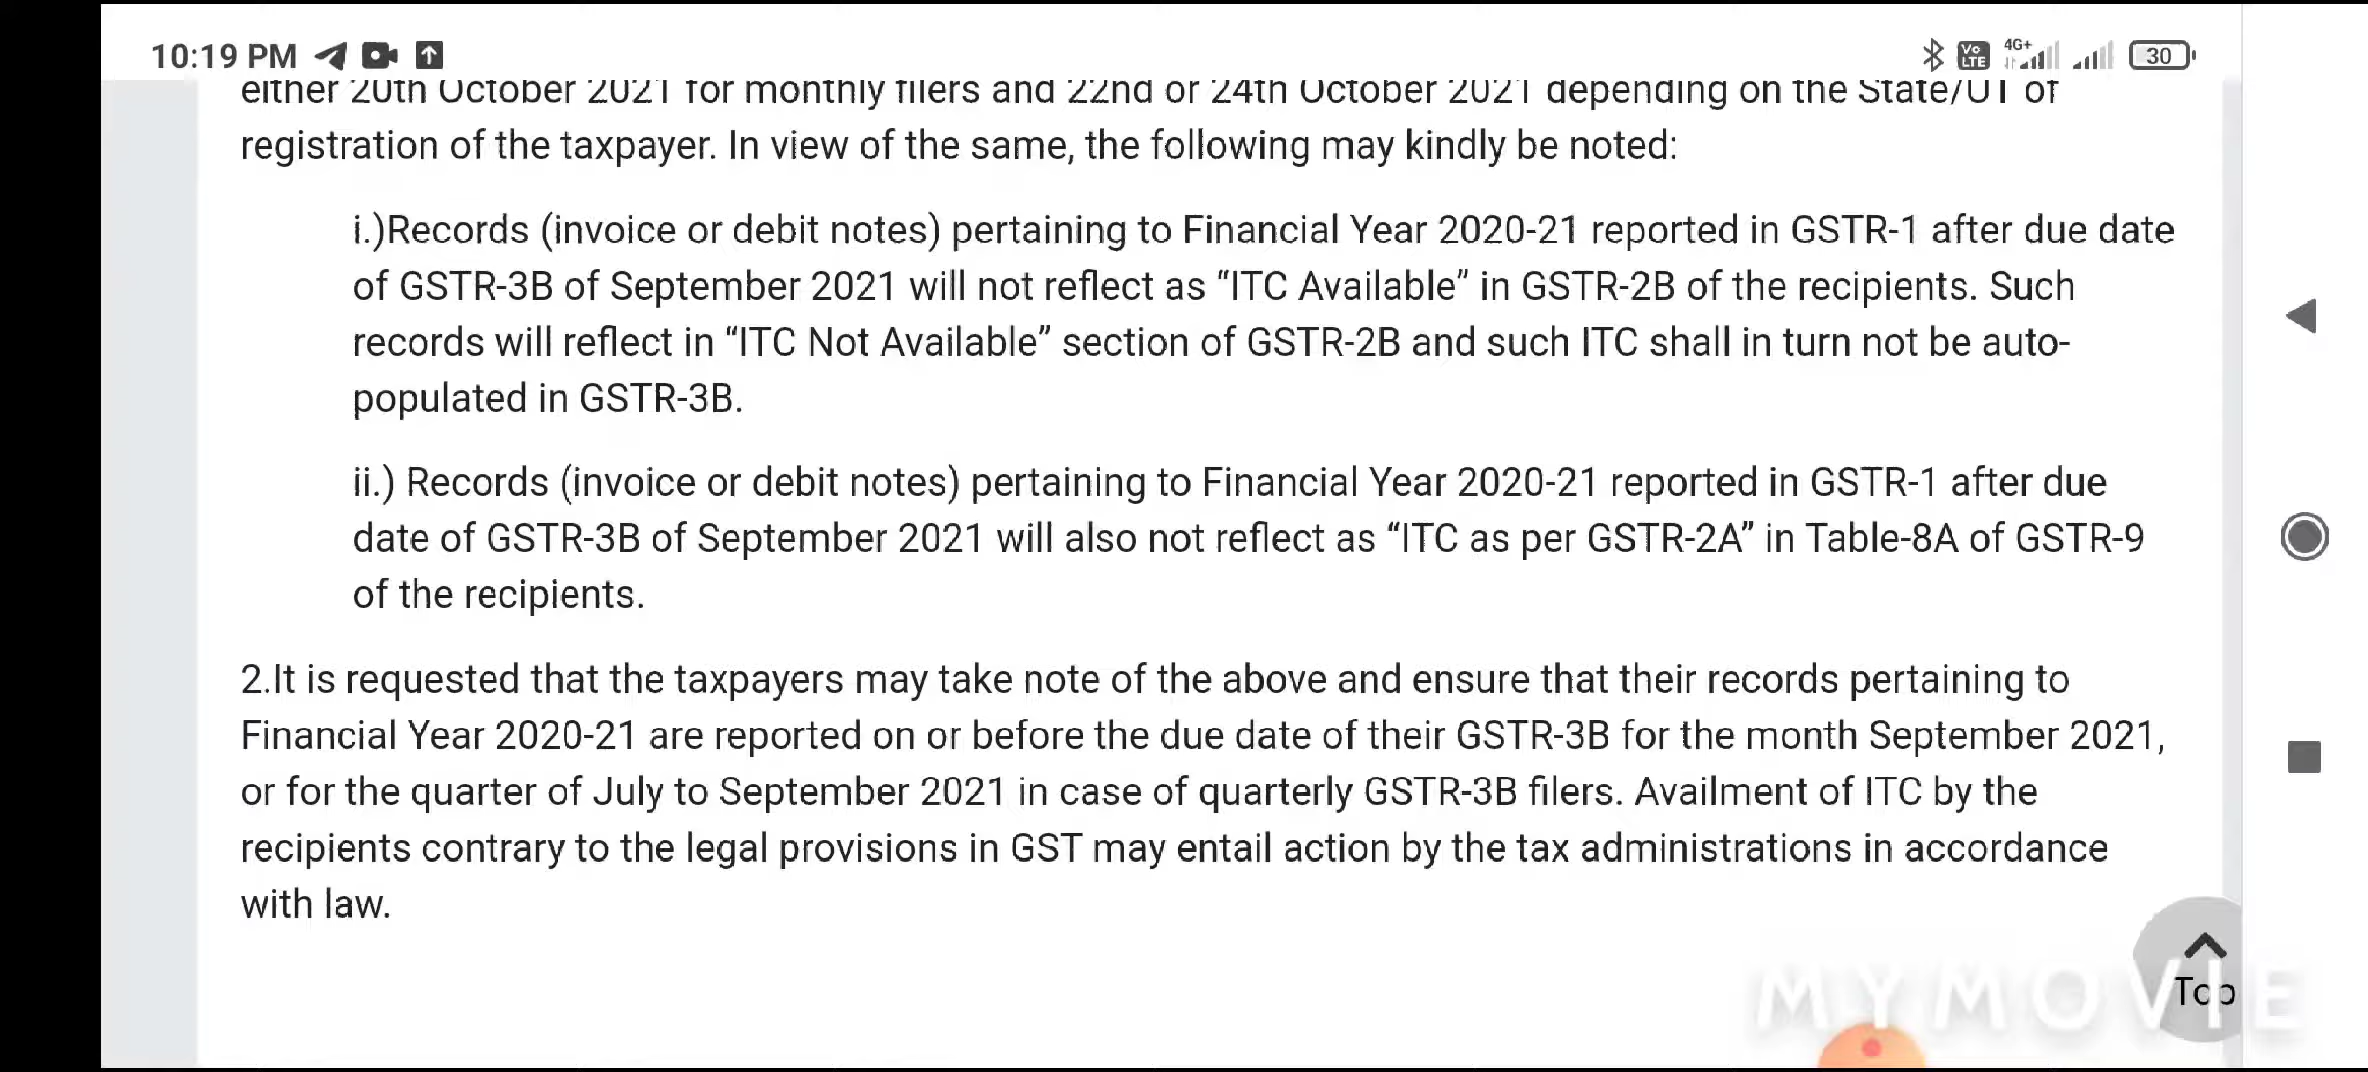 10:19 PM
Vo LTE 4G+ 30
either 20th October 2021 for monthly filers and 22nd or 24th October 2021 depending on the State/UT of
registration of the taxpayer. In view of the same, the following may kindly be noted:
i.)Records (invoice or debit notes) pertaining to Financial Year 2020-21 reported in GSTR-1 after due date
of GSTR-3B of September 2021 will not reflect as “ITC Available” in GSTR-2B of the recipients. Such
records will reflect in “ITC Not Available” section of GSTR-2B and such ITC shall in turn not be auto-
populated in GSTR-3B.
ii.) Records (invoice or debit notes) pertaining to Financial Year 2020-21 reported in GSTR-1 after due
date of GSTR-3B of September 2021 will also not reflect as “ITC as per GSTR-2A” in Table-8A of GSTR-9
of the recipients.
2.It is requested that the taxpayers may take note of the above and ensure that their records pertaining to
Financial Year 2020-21 are reported on or before the due date of their GSTR-3B for the month September 2021,
or for the quarter of July to September 2021 in case of quarterly GSTR-3B filers. Availment of ITC by the
recipients contrary to the legal provisions in GST may entail action by the tax administrations in accordance
with law.
Top
MYMOVIE